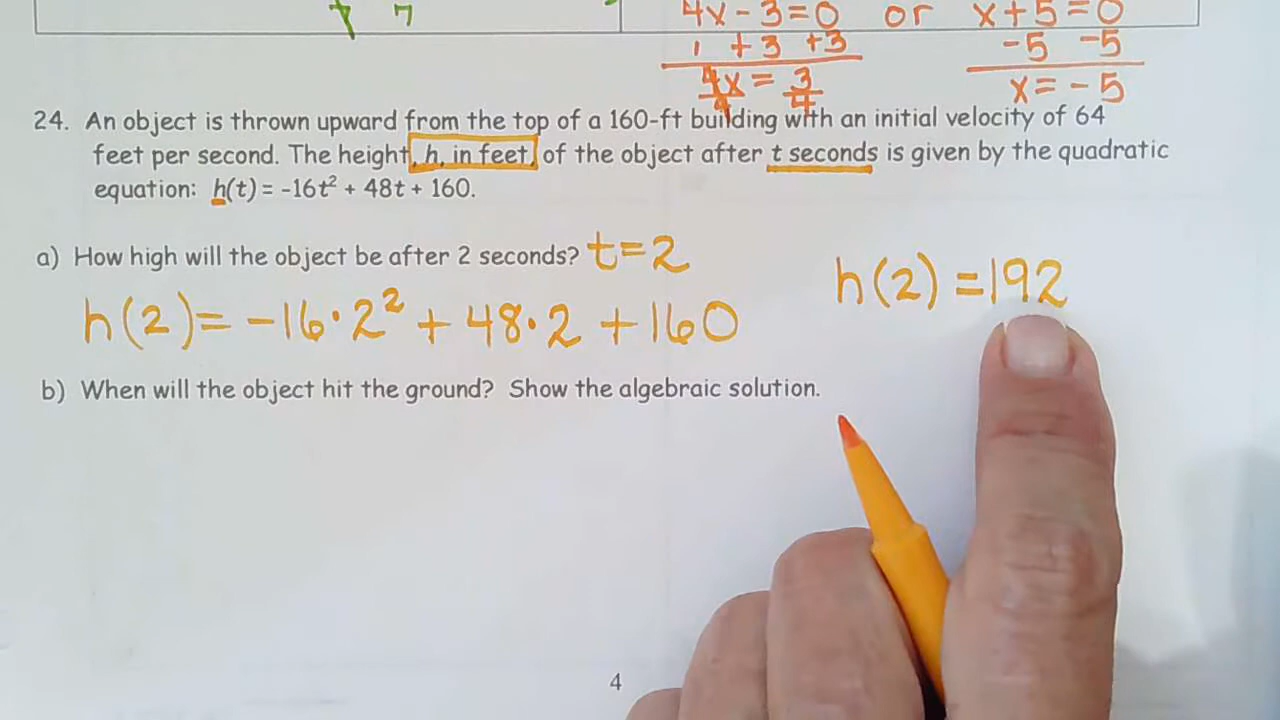 7
4x - 3 = 0 or x + 5 = 0
+3 +3 -5 -5
4x = 3 x = -5
4 4
24. An object is thrown upward from the top of a 160-ft building with an initial velocity of 64
feet per second. The height, h, in feet, of the object after t seconds is given by the quadratic
equation: h(t) = -16t² + 48t + 160.
a) How high will the object be after 2 seconds? t=2
h(2) = 192
h(2) = -16·2² + 48·2 + 160
b) When will the object hit the ground? Show the algebraic solution.
4